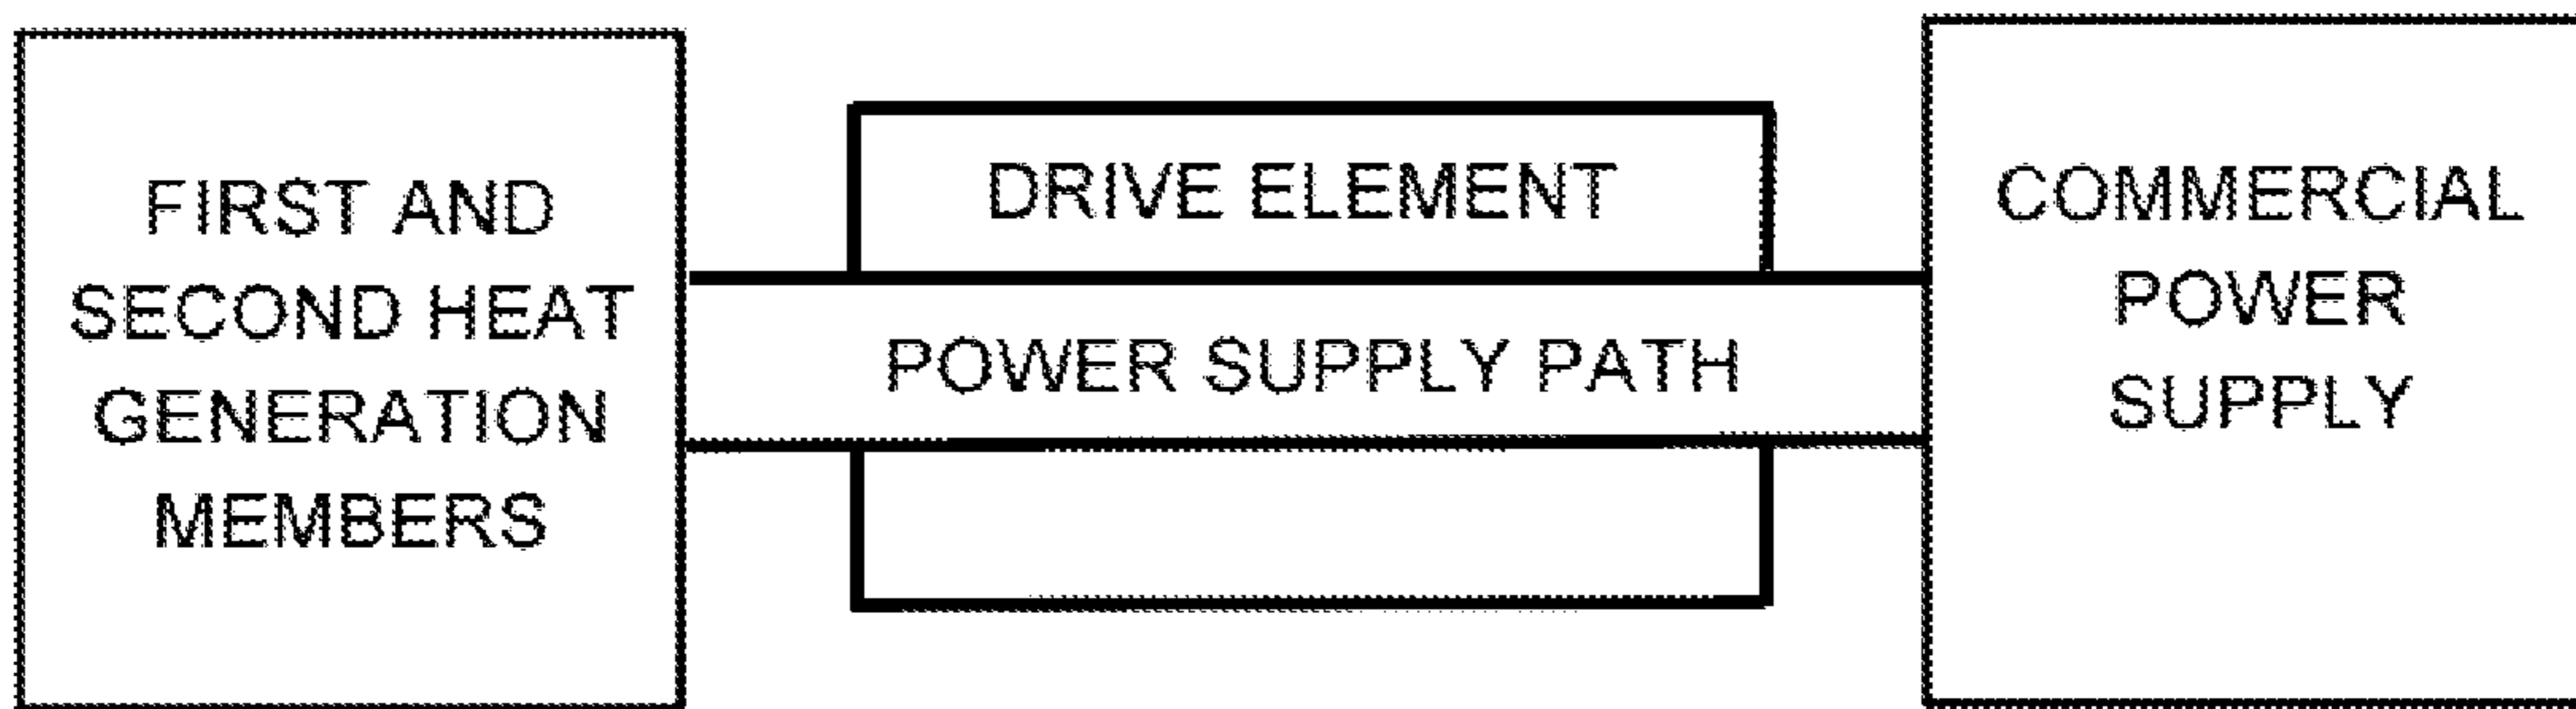 FIRST AND
SECOND HEAT
GENERATION
MEMBERS
DRIVE ELEMENT
POWER SUPPLY PATH
COMMERCIAL
POWER
SUPPLY